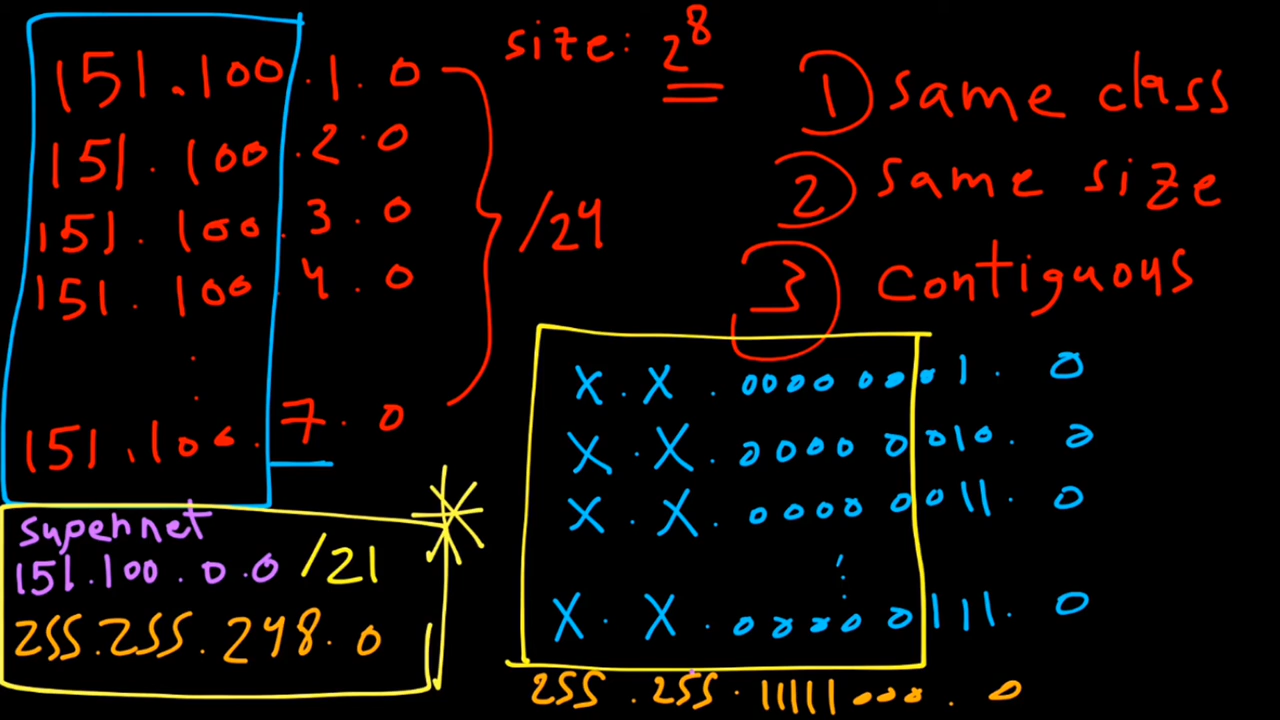 151.100.1.0
151.100.2.0
151.100.3.0
151.100.4.0
151.100.7.0
/24
size: 2^8
1) same class
2) same size
3) contiguous
supernet
151.100.0.0 /21
255.255.248.0
X.X.00000001.0
X.X.00000010.0
X.X.00000011.0
X.X.00000111.0
255.255.11111000.0